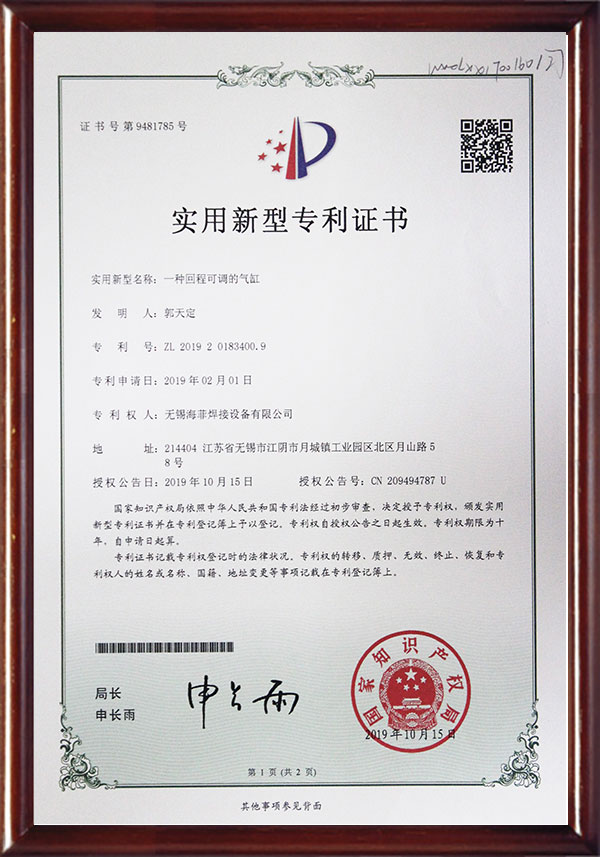 证书号第9481785号
实用新型专利证书
实用新型名称：一种回程可调的气缸
发明人：郭天定
专利号：ZL 2019 2 0183400.9
专利申请日：2019年02月01日
专利权人：无锡海菲焊接设备有限公司
地址：214404 江苏省无锡市江阴市月城镇工业园区北区月山路5
8号
授权公告日：2019年10月15日 授权公告号：CN 209494787 U
国家知识产权局依照中华人民共和国专利法经过初步审查，决定授予专利权，颁发实用
新型专利证书并在专利登记簿上予以登记。专利权自授权公告之日起生效。专利权期限为十
年，自申请日起算。
专利证书记载专利权登记时的法律状况。专利权的转移、质押、无效、终止、恢复和专
利权人的姓名或名称、国籍、地址变更等事项记载在专利登记簿上。
局长
申长雨
申长雨
国家知识产权局
2019年10月15日
第1页(共2页)
其他事项参见背面